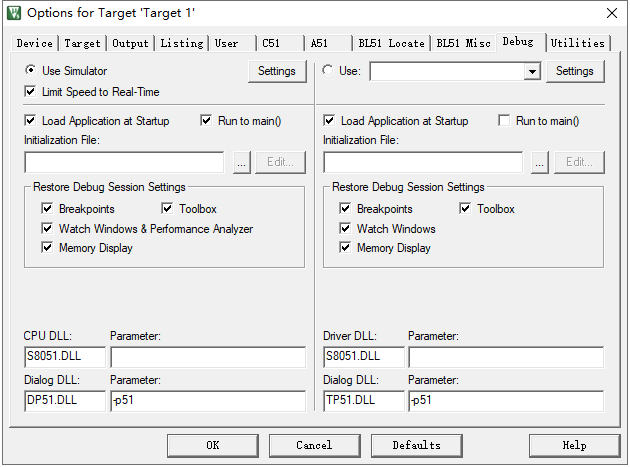 Options for Target 'Target 1'
Device Target Output Listing User C51 A51 BL51 Locate BL51 Misc Debug Utilities
Use Simulator Settings Use: Settings
Limit Speed to Real-Time
Load Application at Startup Run to main() Load Application at Startup Run to main()
Initialization File: Initialization File:
... Edit... ... Edit...
Restore Debug Session Settings Restore Debug Session Settings
Breakpoints Toolbox Breakpoints Toolbox
Watch Windows & Performance Analyzer Watch Windows
Memory Display Memory Display
CPU DLL: Parameter: Driver DLL: Parameter:
S8051.DLL S8051.DLL
Dialog DLL: Parameter: Dialog DLL: Parameter:
DP51.DLL -p51 TP51.DLL -p51
OK Cancel Defaults Help